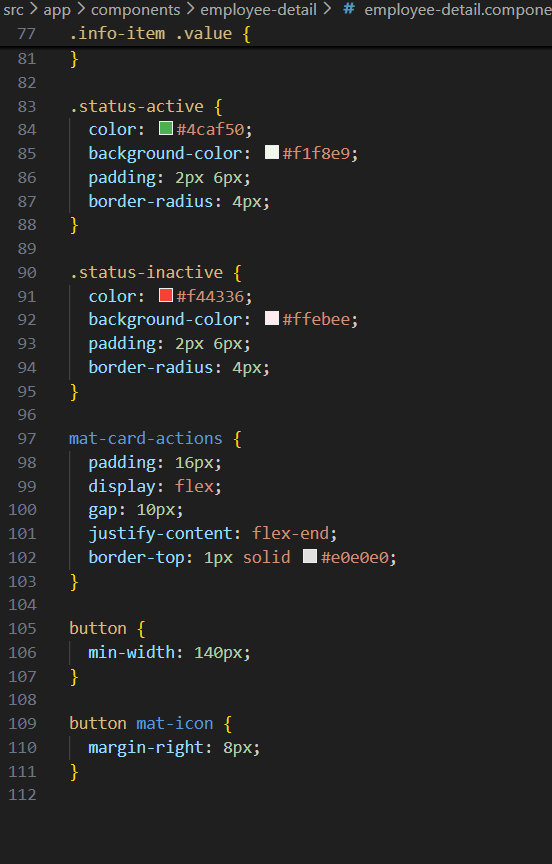 src > app > components > employee-detail > # employee-detail.compone
77 .info-item .value {
81 }
82
83 .status-active {
84 color: #4caf50;
85 background-color: #f1f8e9;
86 padding: 2px 6px;
87 border-radius: 4px;
88 }
89
90 .status-inactive {
91 color: #f44336;
92 background-color: #ffebee;
93 padding: 2px 6px;
94 border-radius: 4px;
95 }
96
97 mat-card-actions {
98 padding: 16px;
99 display: flex;
100 gap: 10px;
101 justify-content: flex-end;
102 border-top: 1px solid #e0e0e0;
103 }
104
105 button {
106 min-width: 140px;
107 }
108
109 button mat-icon {
110 margin-right: 8px;
111 }
112